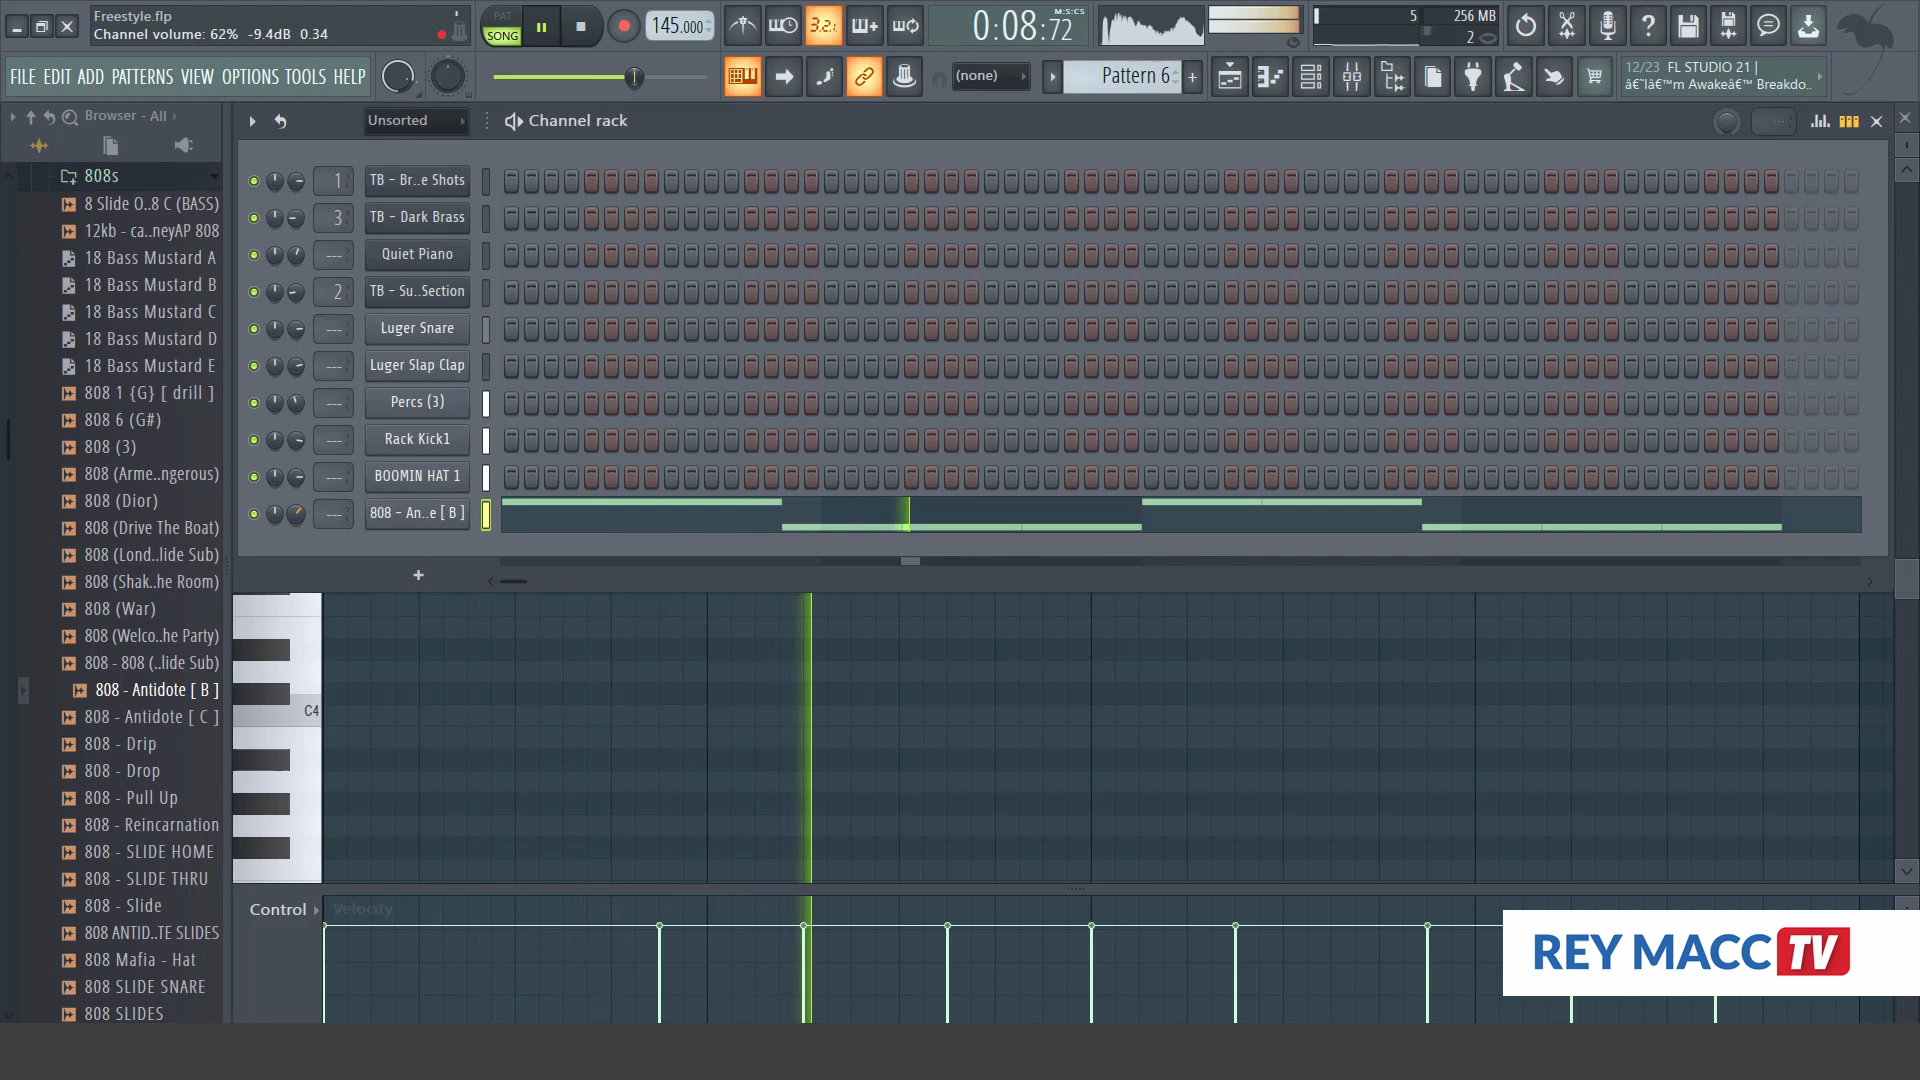 Freestyle.flp
Channel volume: 62% -9.4dB 0.34
PAT
SONG
145.000
3.2.
0:08:72
M:S:CS
5
256 MB
2
FILE EDIT ADD PATTERNS VIEW OPTIONS TOOLS HELP
(none)
Pattern 6
12/23 FL STUDIO 21 |
â€˜Iâ€™m Awakeâ€™ Breakdo..
Browser - All
Unsorted
Channel rack
808s
8 Slide O..8 C (BASS)
12kb - ca..neyAP 808
18 Bass Mustard A
18 Bass Mustard B
18 Bass Mustard C
18 Bass Mustard D
18 Bass Mustard E
808 1 {G} [ drill ]
808 6 (G#)
808 (3)
808 (Arme..ngerous)
808 (Dior)
808 (Drive The Boat)
808 (Lond..lide Sub)
808 (Shak..he Room)
808 (War)
808 (Welco..he Party)
808 - 808 (..lide Sub)
808 - Antidote [ B ]
808 - Antidote [ C ]
808 - Drip
808 - Drop
808 - Pull Up
808 - Reincarnation
808 - SLIDE HOME
808 - SLIDE THRU
808 - Slide
808 ANTID..TE SLIDES
808 Mafia - Hat
808 SLIDE SNARE
808 SLIDES
1 TB - Br..e Shots
3 TB - Dark Brass
--- Quiet Piano
2 TB - Su..Section
--- Luger Snare
--- Luger Slap Clap
--- Percs (3)
--- Rack Kick1
--- BOOMIN HAT 1
--- 808 - An..e [ B ]
C4
Control
Velocity
REY MACC TV